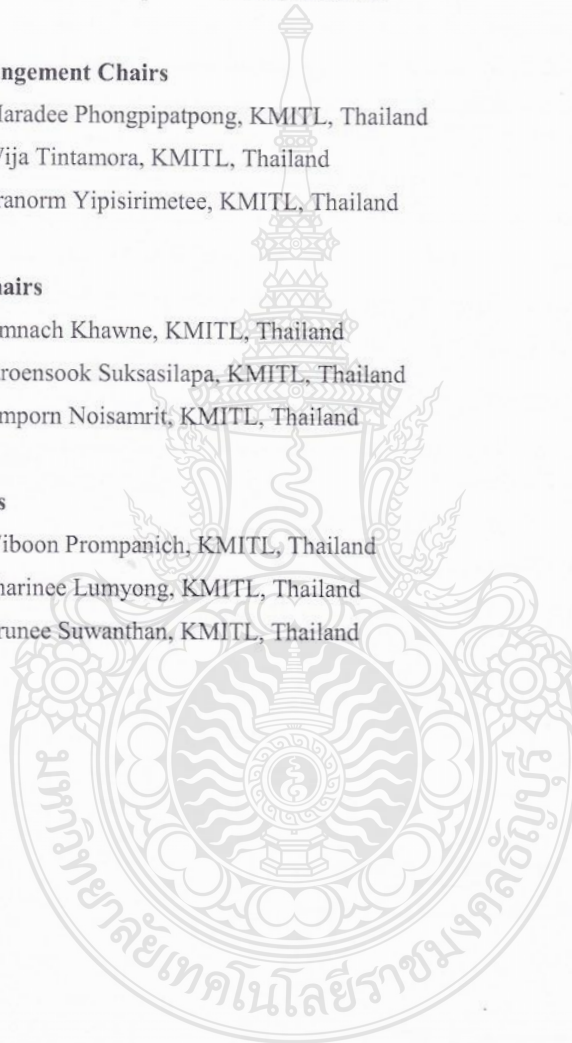 ngement Chairs
Maradee Phongpipatpong, KMITL, Thailand
Vija Tintamora, KMITL, Thailand
ranorm Yipisirimetee, KMITL, Thailand
hairs
mnach Khawne, KMITL, Thailand
roensook Suksasilapa, KMITL, Thailand
mporn Noisamrit, KMITL, Thailand
s
Viboon Prompanich, KMITL, Thailand
harinee Lumyong, KMITL, Thailand
runee Suwanthan, KMITL, Thailand
มหาวิทยาลัยเทคโนโลยีราชมงคลธัญบุรี